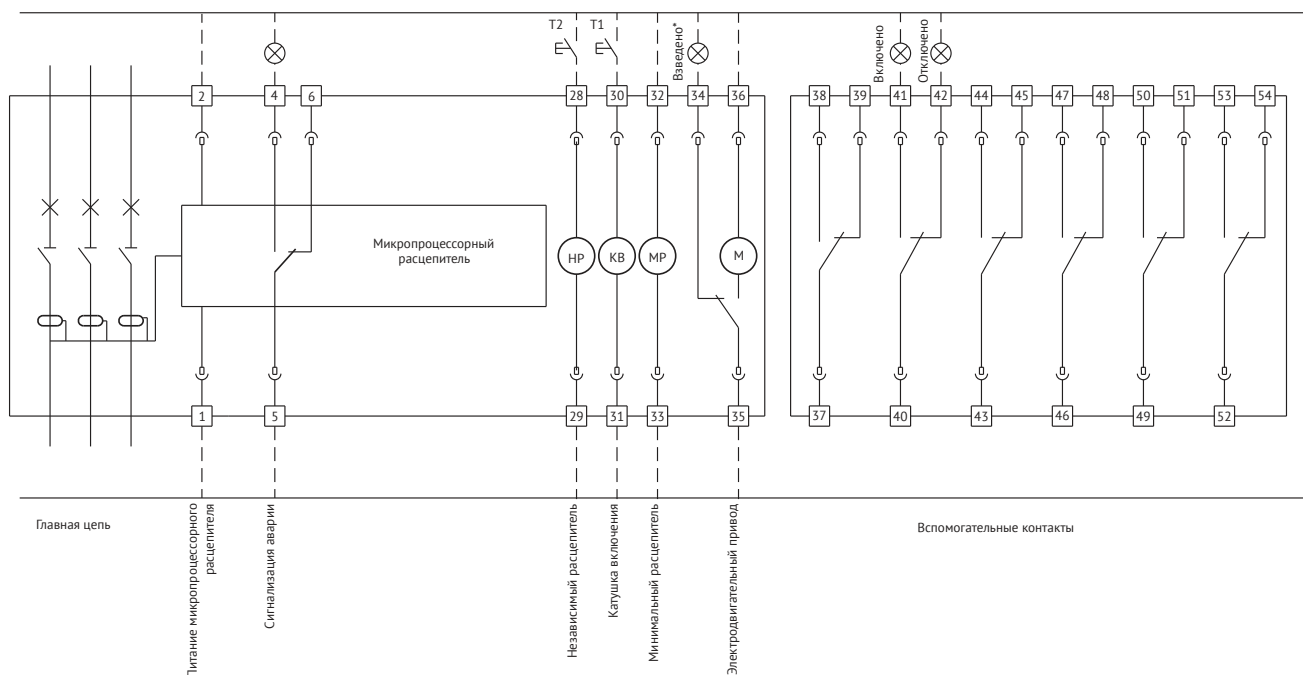 T2
T1
Взведено*
Включено
Отключено
2
4
6
28
30
32
34
36
38
39
41
42
44
45
47
48
50
51
53
54
Микропроцессорный
расцепитель
НР
КВ
МР
М
1
5
29
31
33
35
37
40
43
46
49
52
Главная цепь
Питание микропроцессорного
расцепителя
Сигнализация аварии
Независимый расцепитель
Катушка включения
Минимальный расцепитель
Электродвигательный привод
Вспомогательные контакты